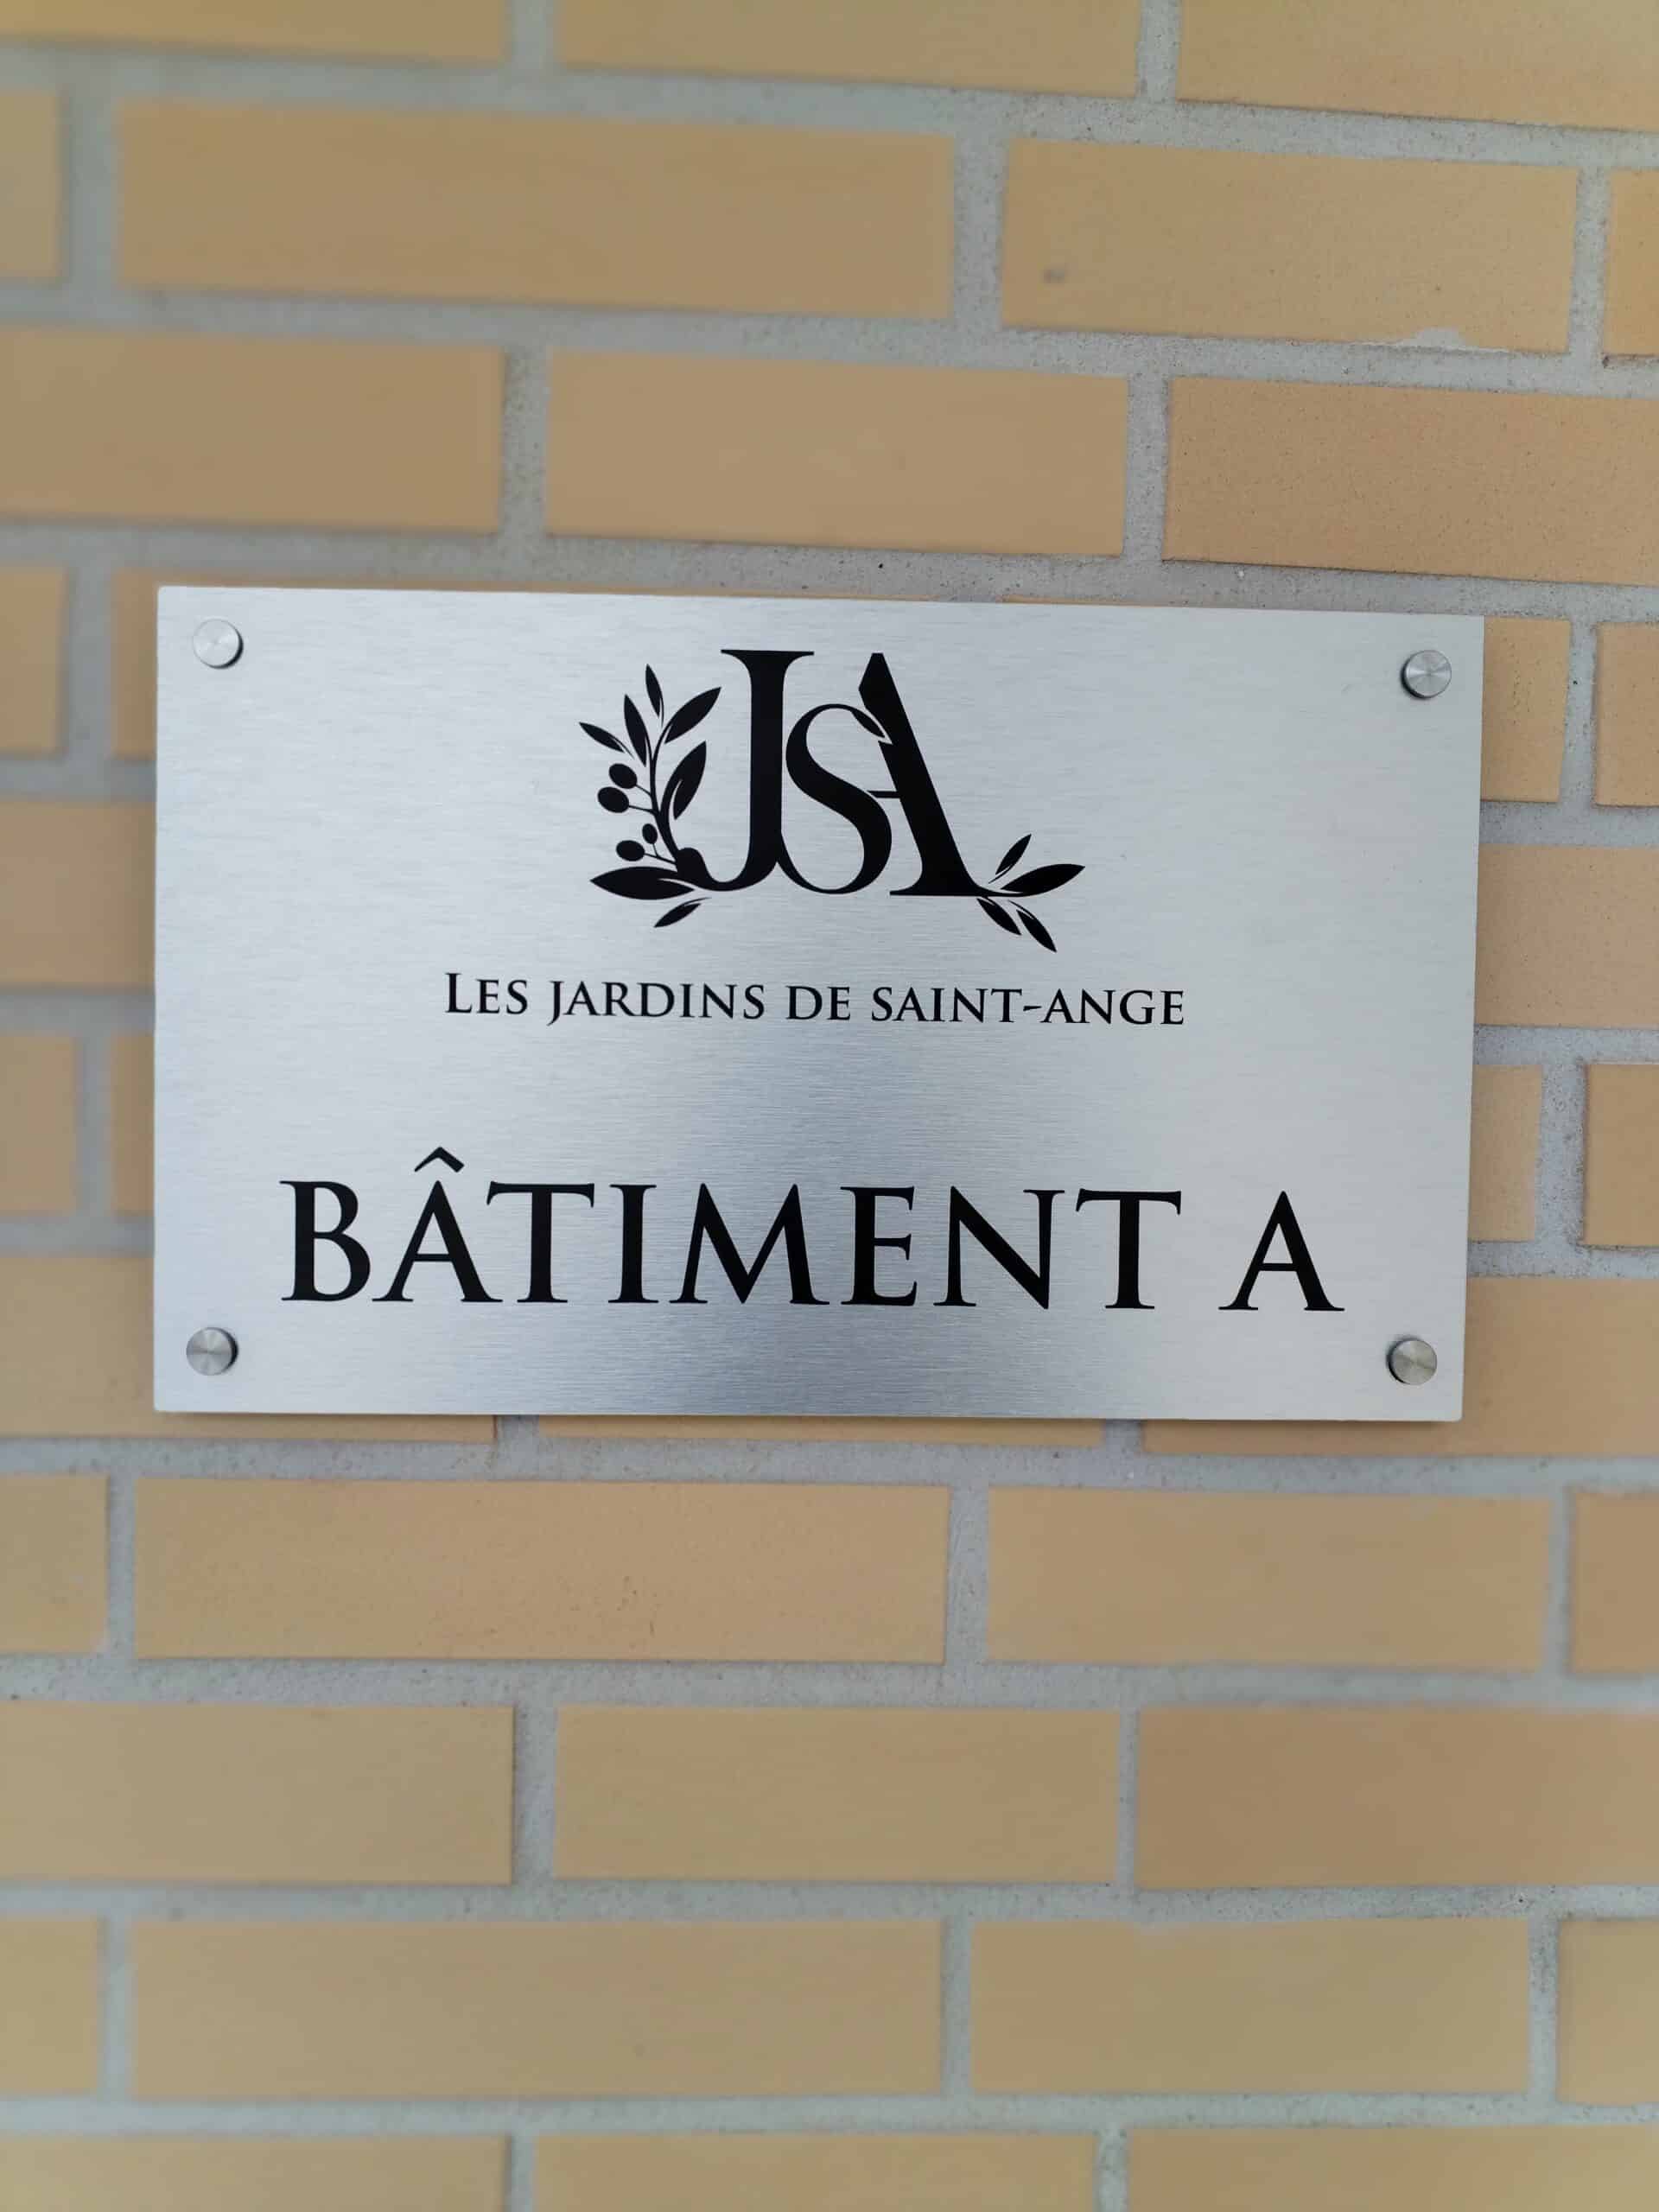 JSA
LES JARDINS DE SAINT-ANGE
BÂTIMENT A